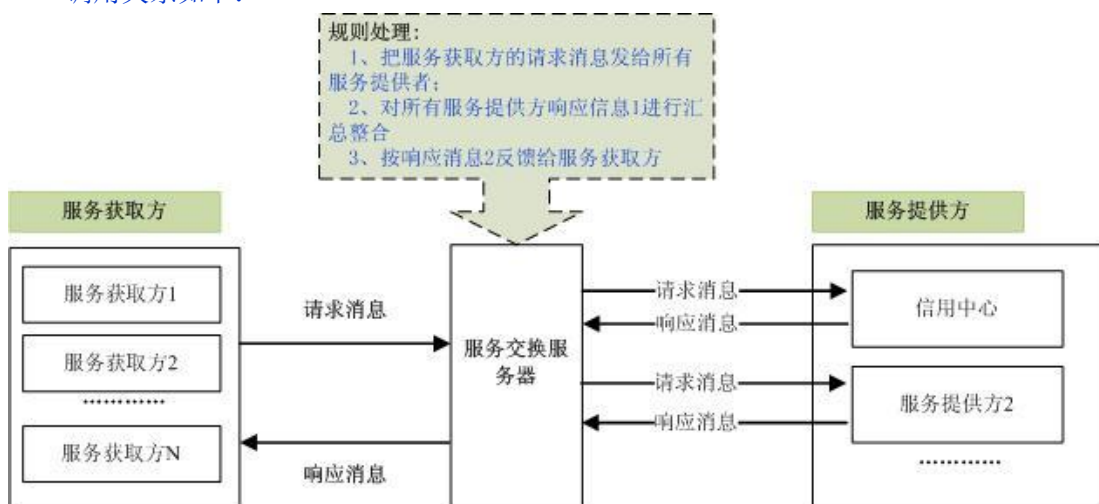 规则处理:
1、把服务获取方的请求消息发给所有
服务提供者;
2、对所有服务提供方响应信息1进行汇
总整合
3、按响应消息2反馈给服务获取方
服务获取方
服务提供方
服务获取方1
服务获取方2
…………
服务获取方N
请求消息
响应消息
服务交换服
务器
请求消息
响应消息
请求消息
响应消息
信用中心
服务提供方2
…………